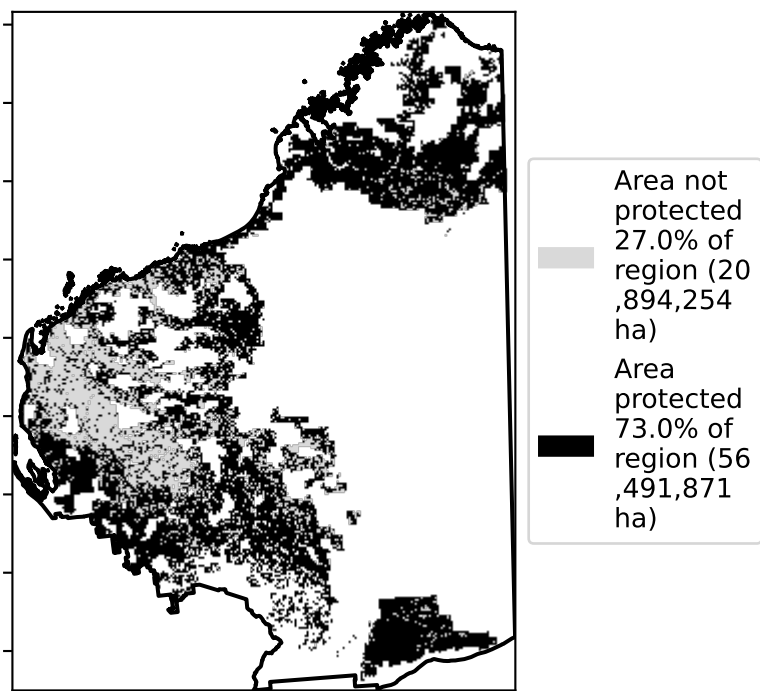 Area not
protected
27.0% of
region (20
,894,254
ha)
Area
protected
73.0% of
region (56
,491,871
ha)